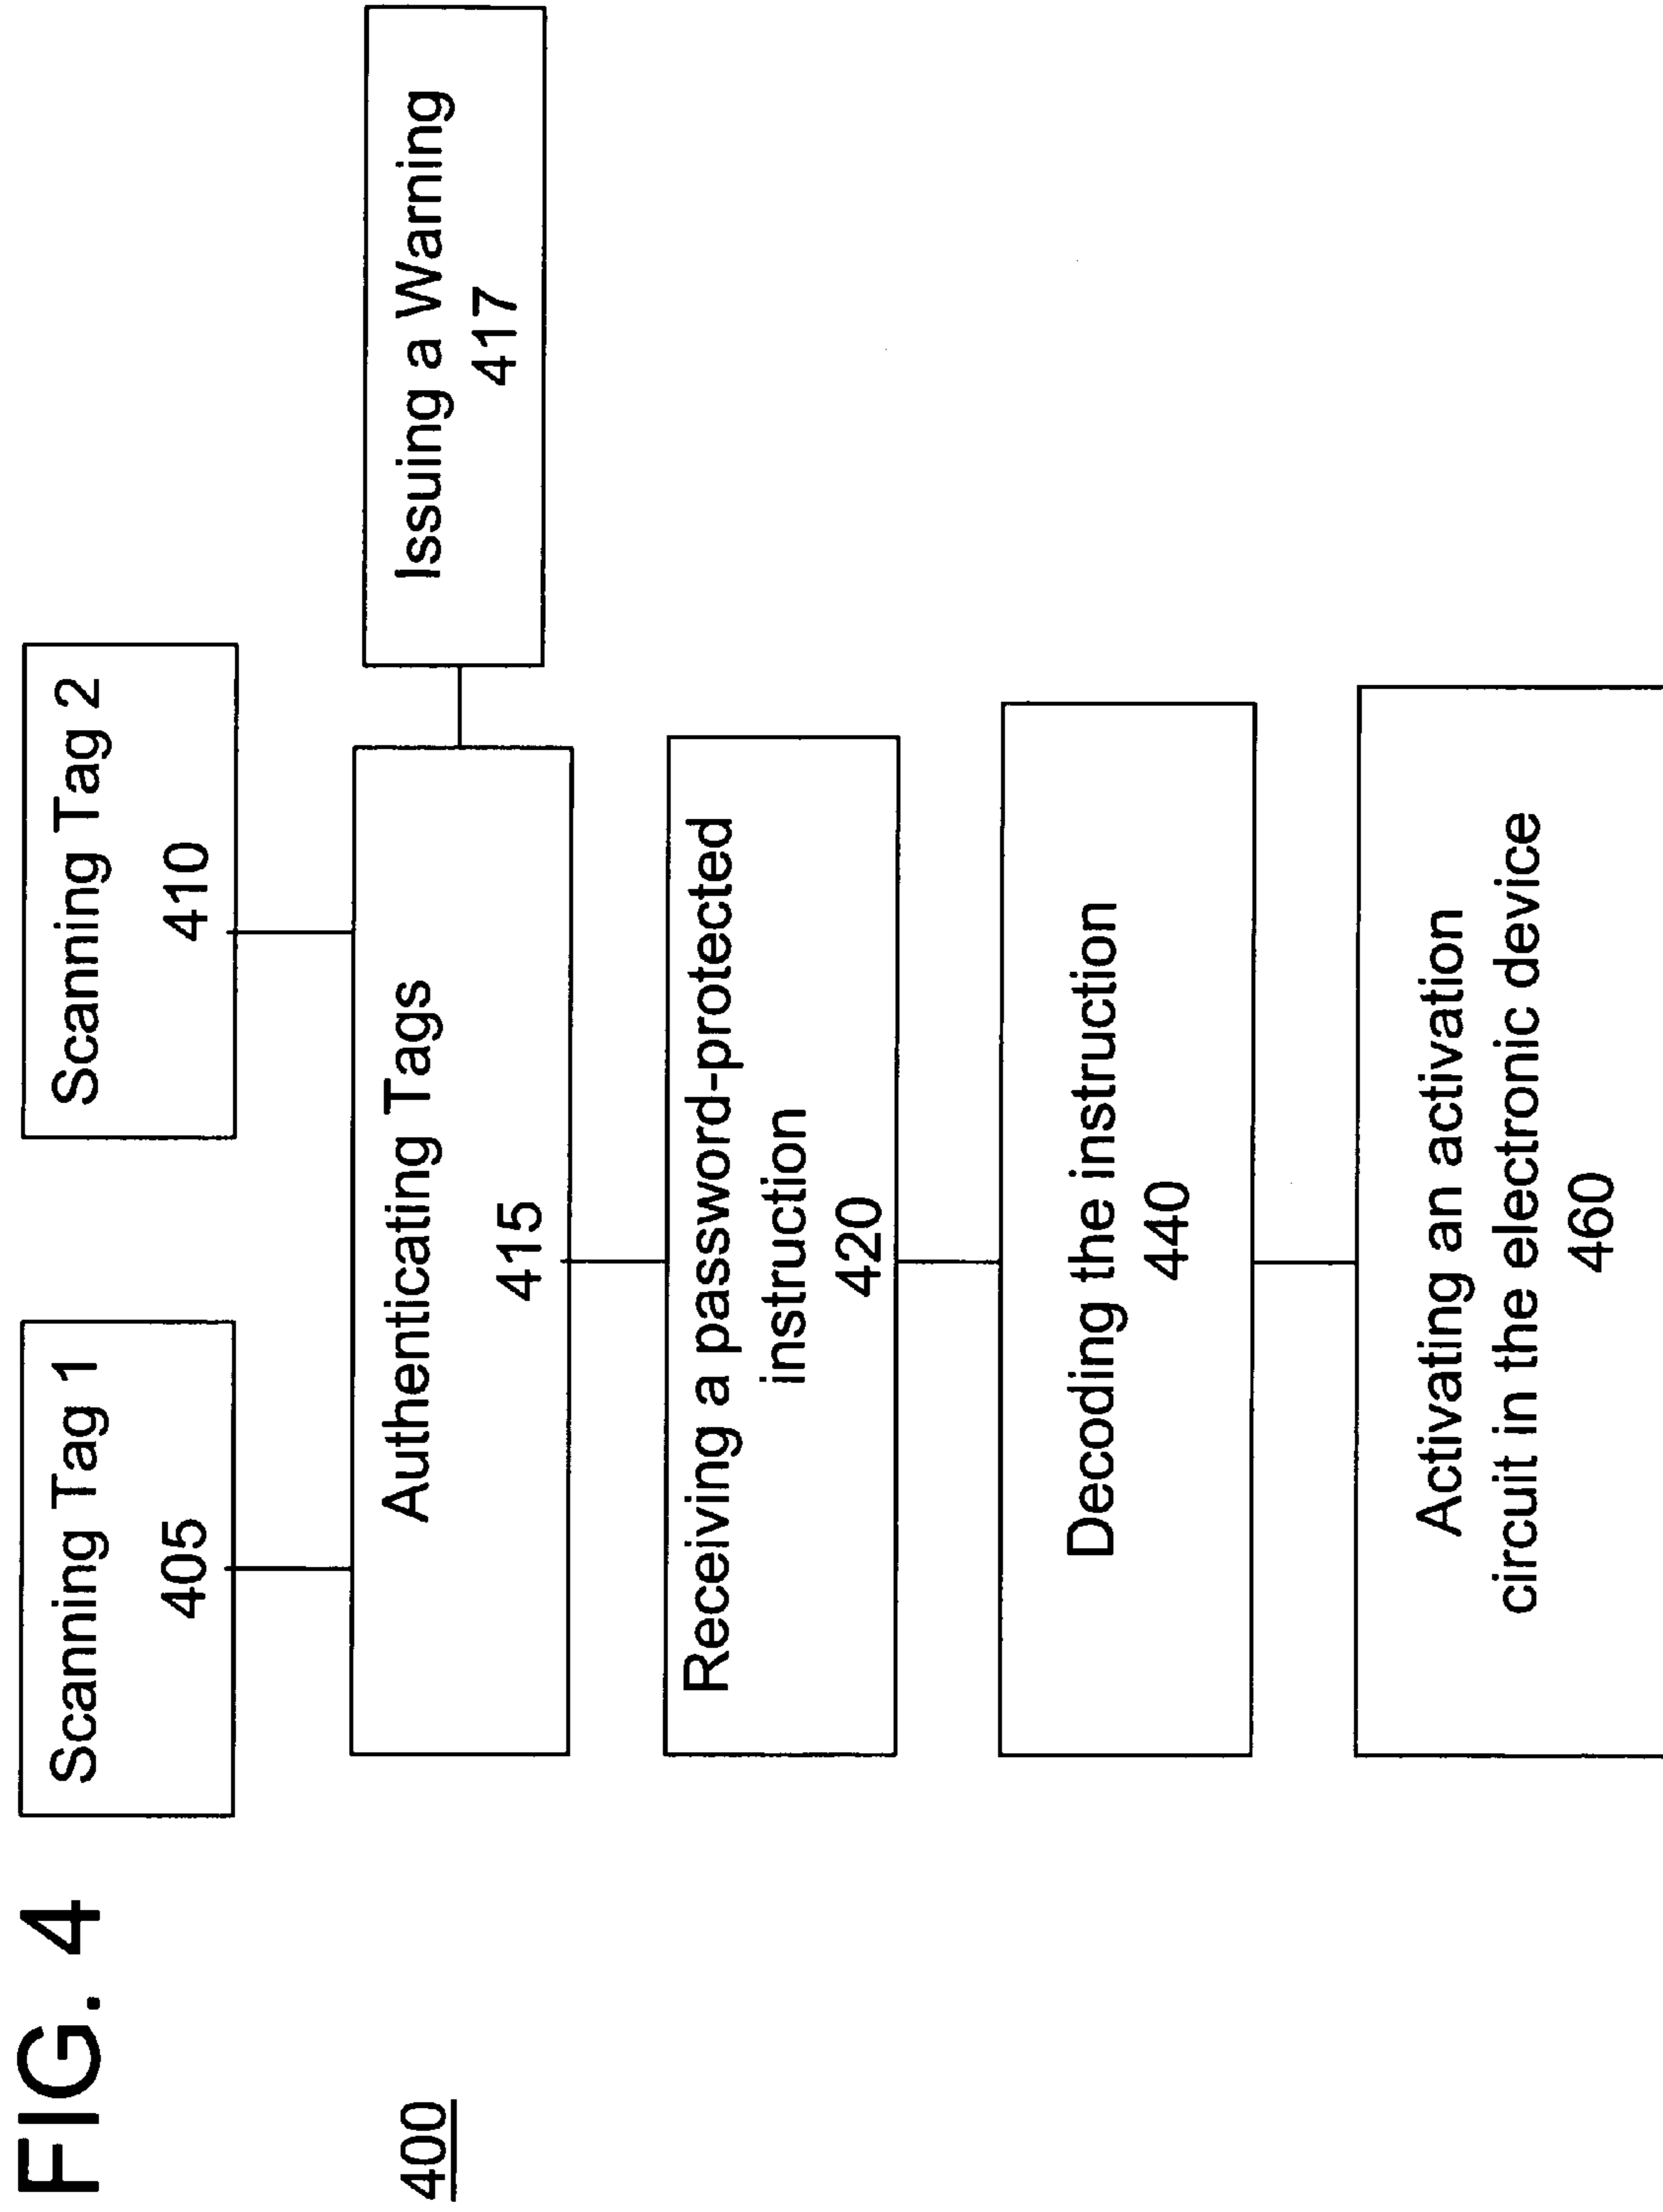 FIG. 4
400
Scanning Tag 1
405
Scanning Tag 2
410
Authenticating Tags
415
Issuing a Warning
417
Receiving a password-protected
instruction
420
Decoding the instruction
440
Activating an activation
circuit in the electronic device
460